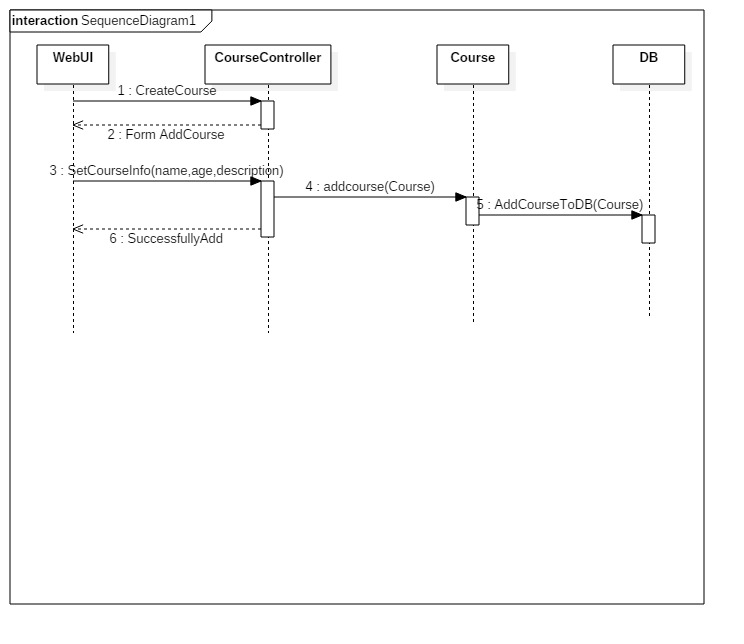 interaction SequenceDiagram1
WebUI
CourseController
Course
DB
1 : CreateCourse
2 : Form AddCourse
3 : SetCourseInfo(name,age,description)
4 : addcourse(Course)
5 : AddCourseToDB(Course)
6 : SuccessfullyAdd